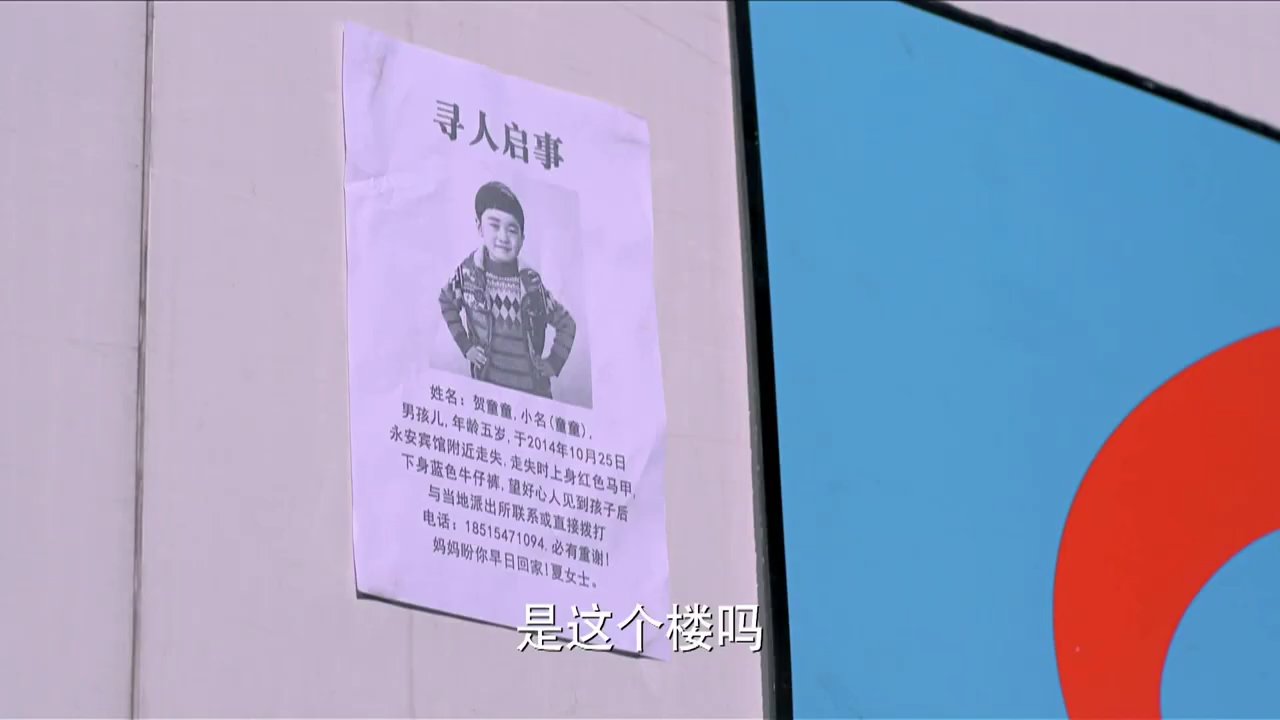 寻人启事
姓名：贺童童,小名(童童),
男孩儿,年龄五岁,于2014年10月25日
永安宾馆附近走失,走失时上身红色马甲,
下身蓝色牛仔裤,望好心人见到孩子后
与当地派出所联系或直接拨打
电话：18515471094.必有重谢!
妈妈盼你早日回家!夏女士。
是这个楼吗